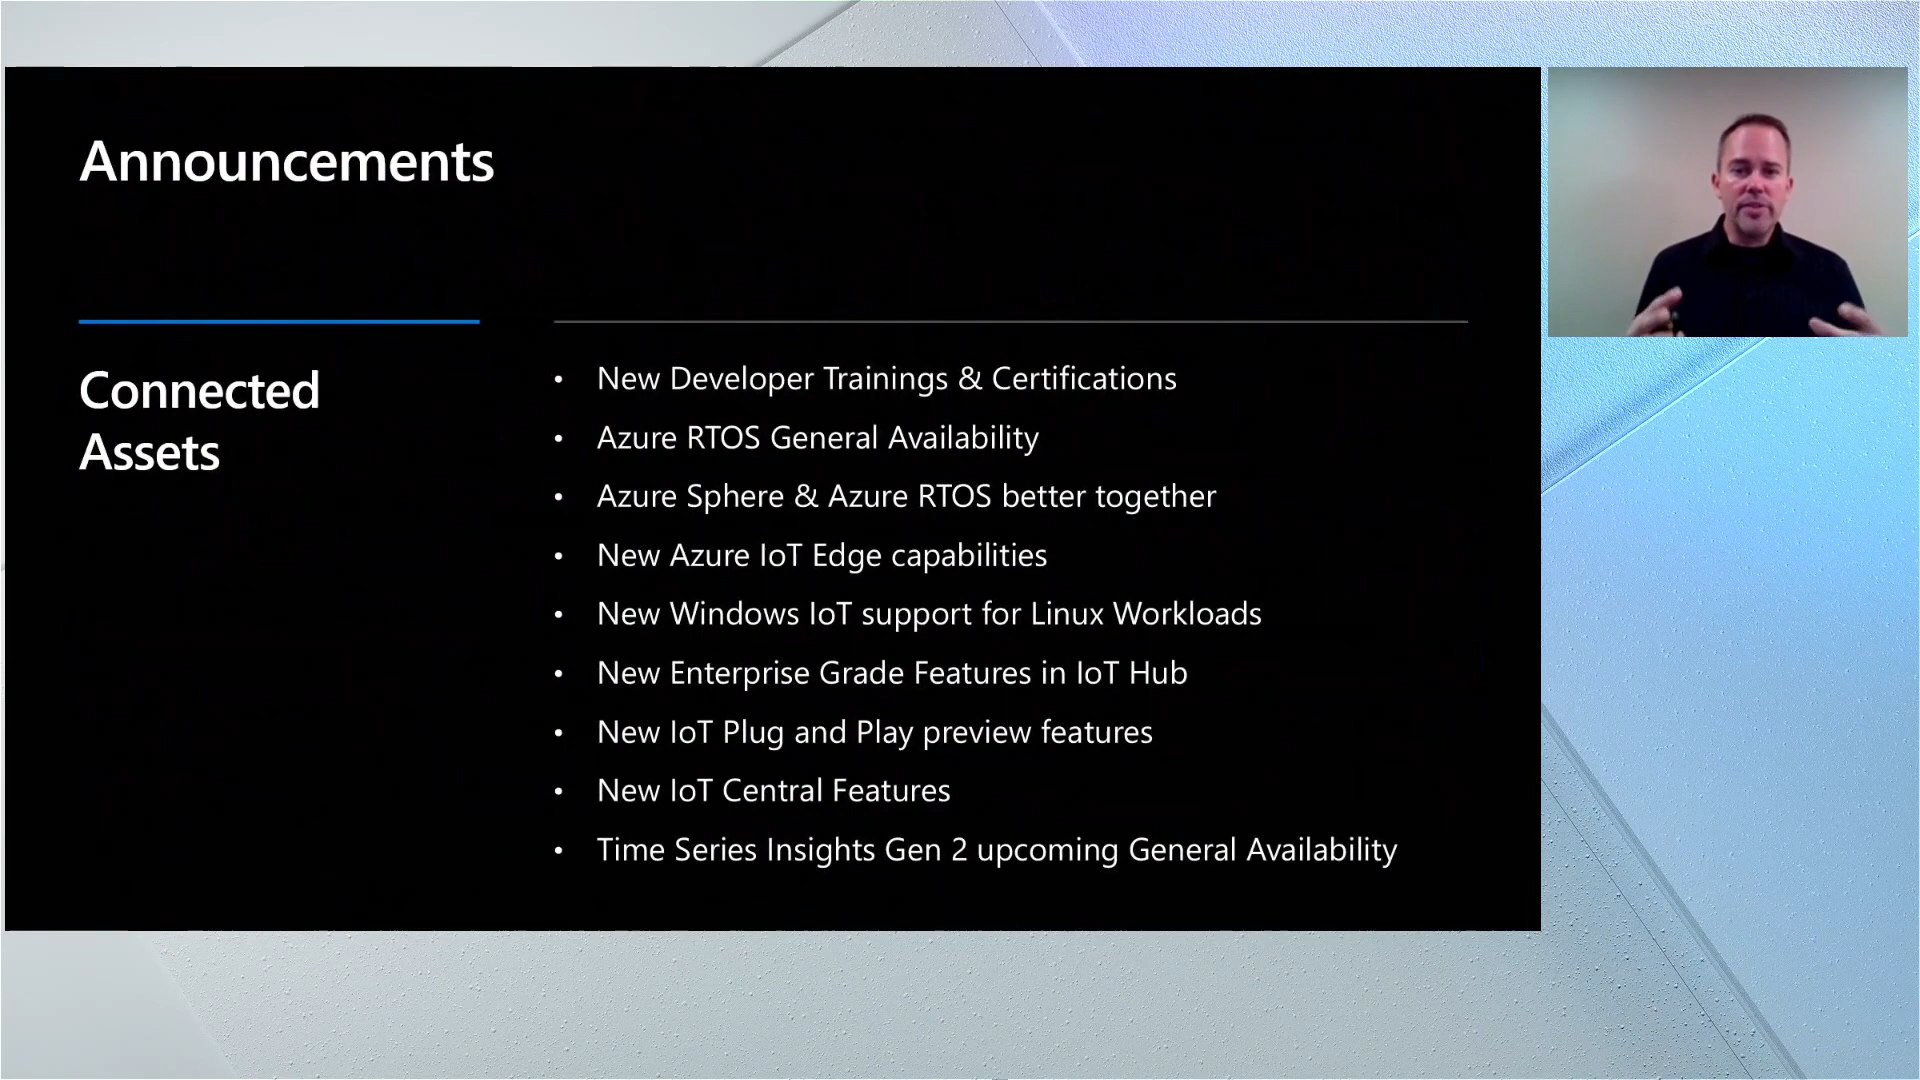 Announcements
Connected
Assets
• New Developer Trainings & Certifications
• Azure RTOS General Availability
• Azure Sphere & Azure RTOS better together
• New Azure IoT Edge capabilities
• New Windows IoT support for Linux Workloads
• New Enterprise Grade Features in IoT Hub
• New IoT Plug and Play preview features
• New IoT Central Features
• Time Series Insights Gen 2 upcoming General Availability